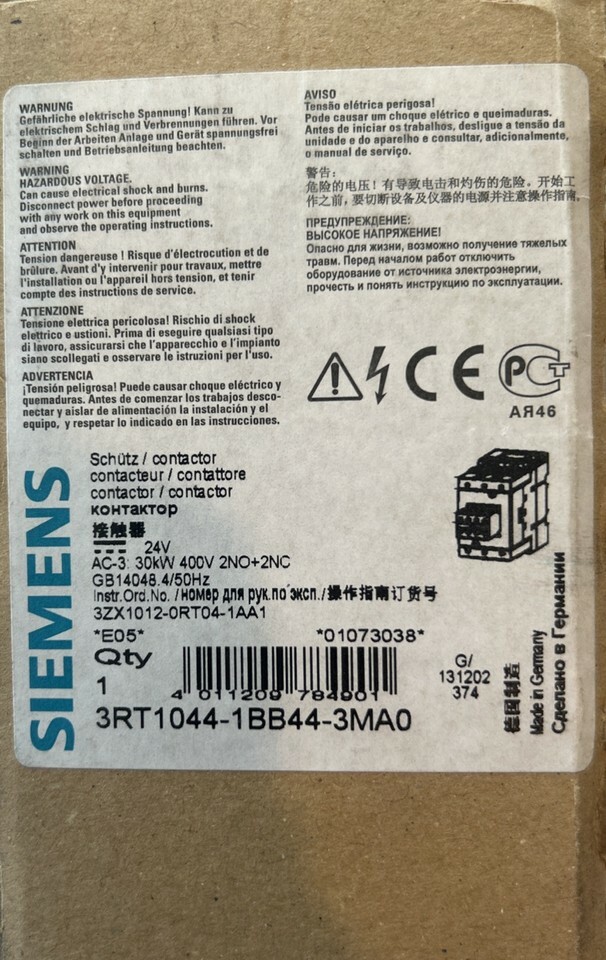 WARNUNG
Gefährliche elektrische Spannung! Kann zu
elektrischem Schlag und Verbrennungen führen. Vor
Beginn der Arbeiten Anlage und Gerät spannungsfrei
schalten und Betriebsanleitung beachten.
WARNING
HAZARDOUS VOLTAGE.
Can cause electrical shock and burns.
Disconnect power before proceeding
with any work on this equipment
and observe the operating instructions.
ATTENTION
Tension dangereuse ! Risque d'électrocution et de
brûlure. Avant d'y intervenir pour travaux, mettre
l'installation ou l'appareil hors tension, et tenir
compte des instructions de service.
ATTENZIONE
Tensione elettrica pericolosa! Rischio di shock
elettrico e ustioni. Prima di eseguire qualsiasi tipo
di lavoro, assicurarsi che l'apparecchio e l'impianto
siano scollegati e osservare le istruzioni per l'uso.
ADVERTENCIA
¡Tensión peligrosa! Puede causar choque eléctrico y
quemaduras. Antes de comenzar los trabajos desco-
nectar y aislar de alimentación la instalación y el
equipo, y respetar lo indicado en las instrucciones.
AVISO
Tensão elétrica perigosa!
Pode causar um choque elétrico e queimaduras.
Antes de iniciar os trabalhos, desligue a tensão da
unidade e do aparelho e consultar, adicionalmente,
o manual de serviço.
警告:
危险的电压！有导致电击和灼伤的危险。开始工
作之前,要切断设备及仪器的电源并注意操作指南,
ПРЕДУПРЕЖДЕНИЕ:
ВЫСОКОЕ НАПРЯЖЕНИЕ!
Опасно для жизни, возможно получение тяжелых
травм. Перед началом работ отключить
оборудование от источника электроэнергии,
прочесть и понять инструкцию по эксплуатации.
CE
РСТ
АЯ46
SIEMENS
Schütz / contactor
contacteur / contattore
contactor / contactor
контактор
接触器
24V
AC-3: 30kW 400V 2NO+2NC
GB14048.4/50Hz
Instr.Ord.No. /номер для рук.по экспл./操作指南订货号
3ZX1012-0RT04-1AA1
*E05*
*01073038*
Qty
1
4 011209 784901
3RT1044-1BB44-3MA0
G/
131202
374
德国制造
Made in Germany
Сделано в Германии